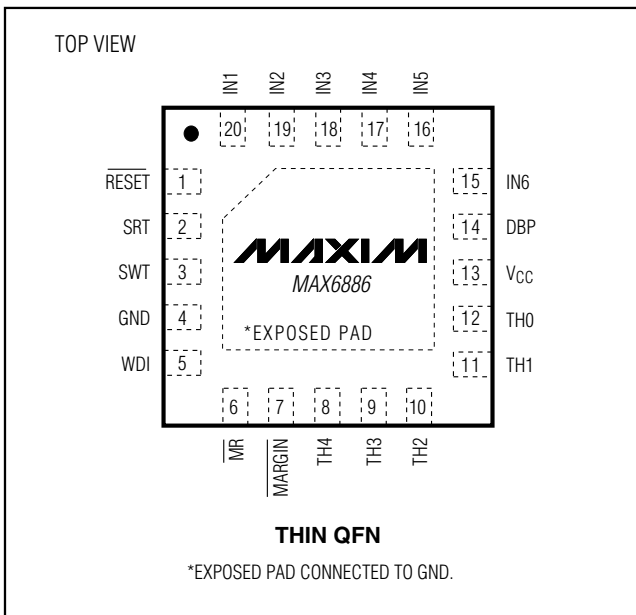 TOP VIEW
IN1
IN2
IN3
IN4
IN5
20
19
18
17
16
RESET 1
SRT 2
SWT 3
GND 4
WDI 5
15 IN6
14 DBP
13 VCC
12 TH0
11 TH1
MAXIM
MAX6886
*EXPOSED PAD
6
7
8
9
10
MR
MARGIN
TH4
TH3
TH2
THIN QFN
*EXPOSED PAD CONNECTED TO GND.